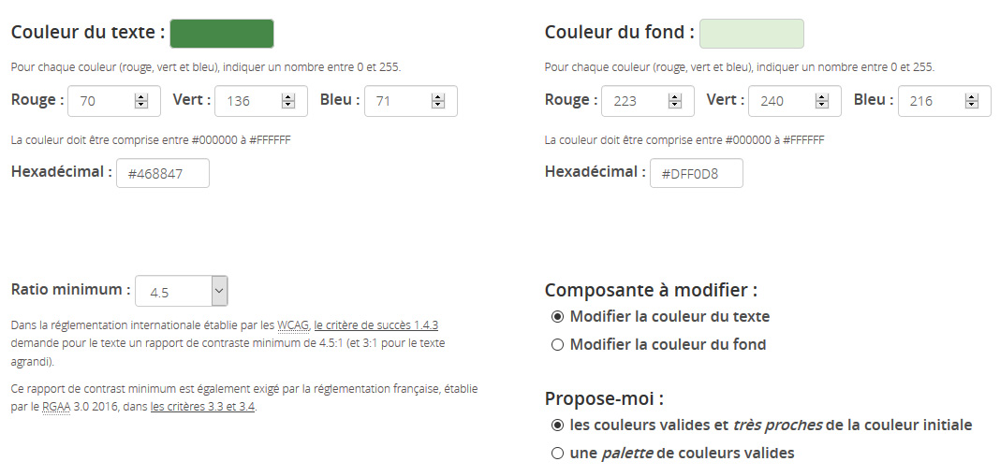 Couleur du texte :
Pour chaque couleur (rouge, vert et bleu), indiquer un nombre entre 0 et 255.
Rouge : 70 Vert : 136 Bleu : 71
La couleur doit être comprise entre #000000 à #FFFFFF
Hexadécimal : #468847
Couleur du fond :
Pour chaque couleur (rouge, vert et bleu), indiquer un nombre entre 0 et 255.
Rouge : 223 Vert : 240 Bleu : 216
La couleur doit être comprise entre #000000 à #FFFFFF
Hexadécimal : #DFF0D8
Ratio minimum : 4.5
Dans la réglementation internationale établie par les WCAG, le critère de succès 1.4.3
demande pour le texte un rapport de contraste minimum de 4.5:1 (et 3:1 pour le texte
agrandi).
Ce rapport de contrast minimum est également exigé par la réglementation française, établie
par le RGAA 3.0 2016, dans les critères 3.3 et 3.4.
Composante à modifier :
Modifier la couleur du texte
Modifier la couleur du fond
Propose-moi :
les couleurs valides et très proches de la couleur initiale
une palette de couleurs valides